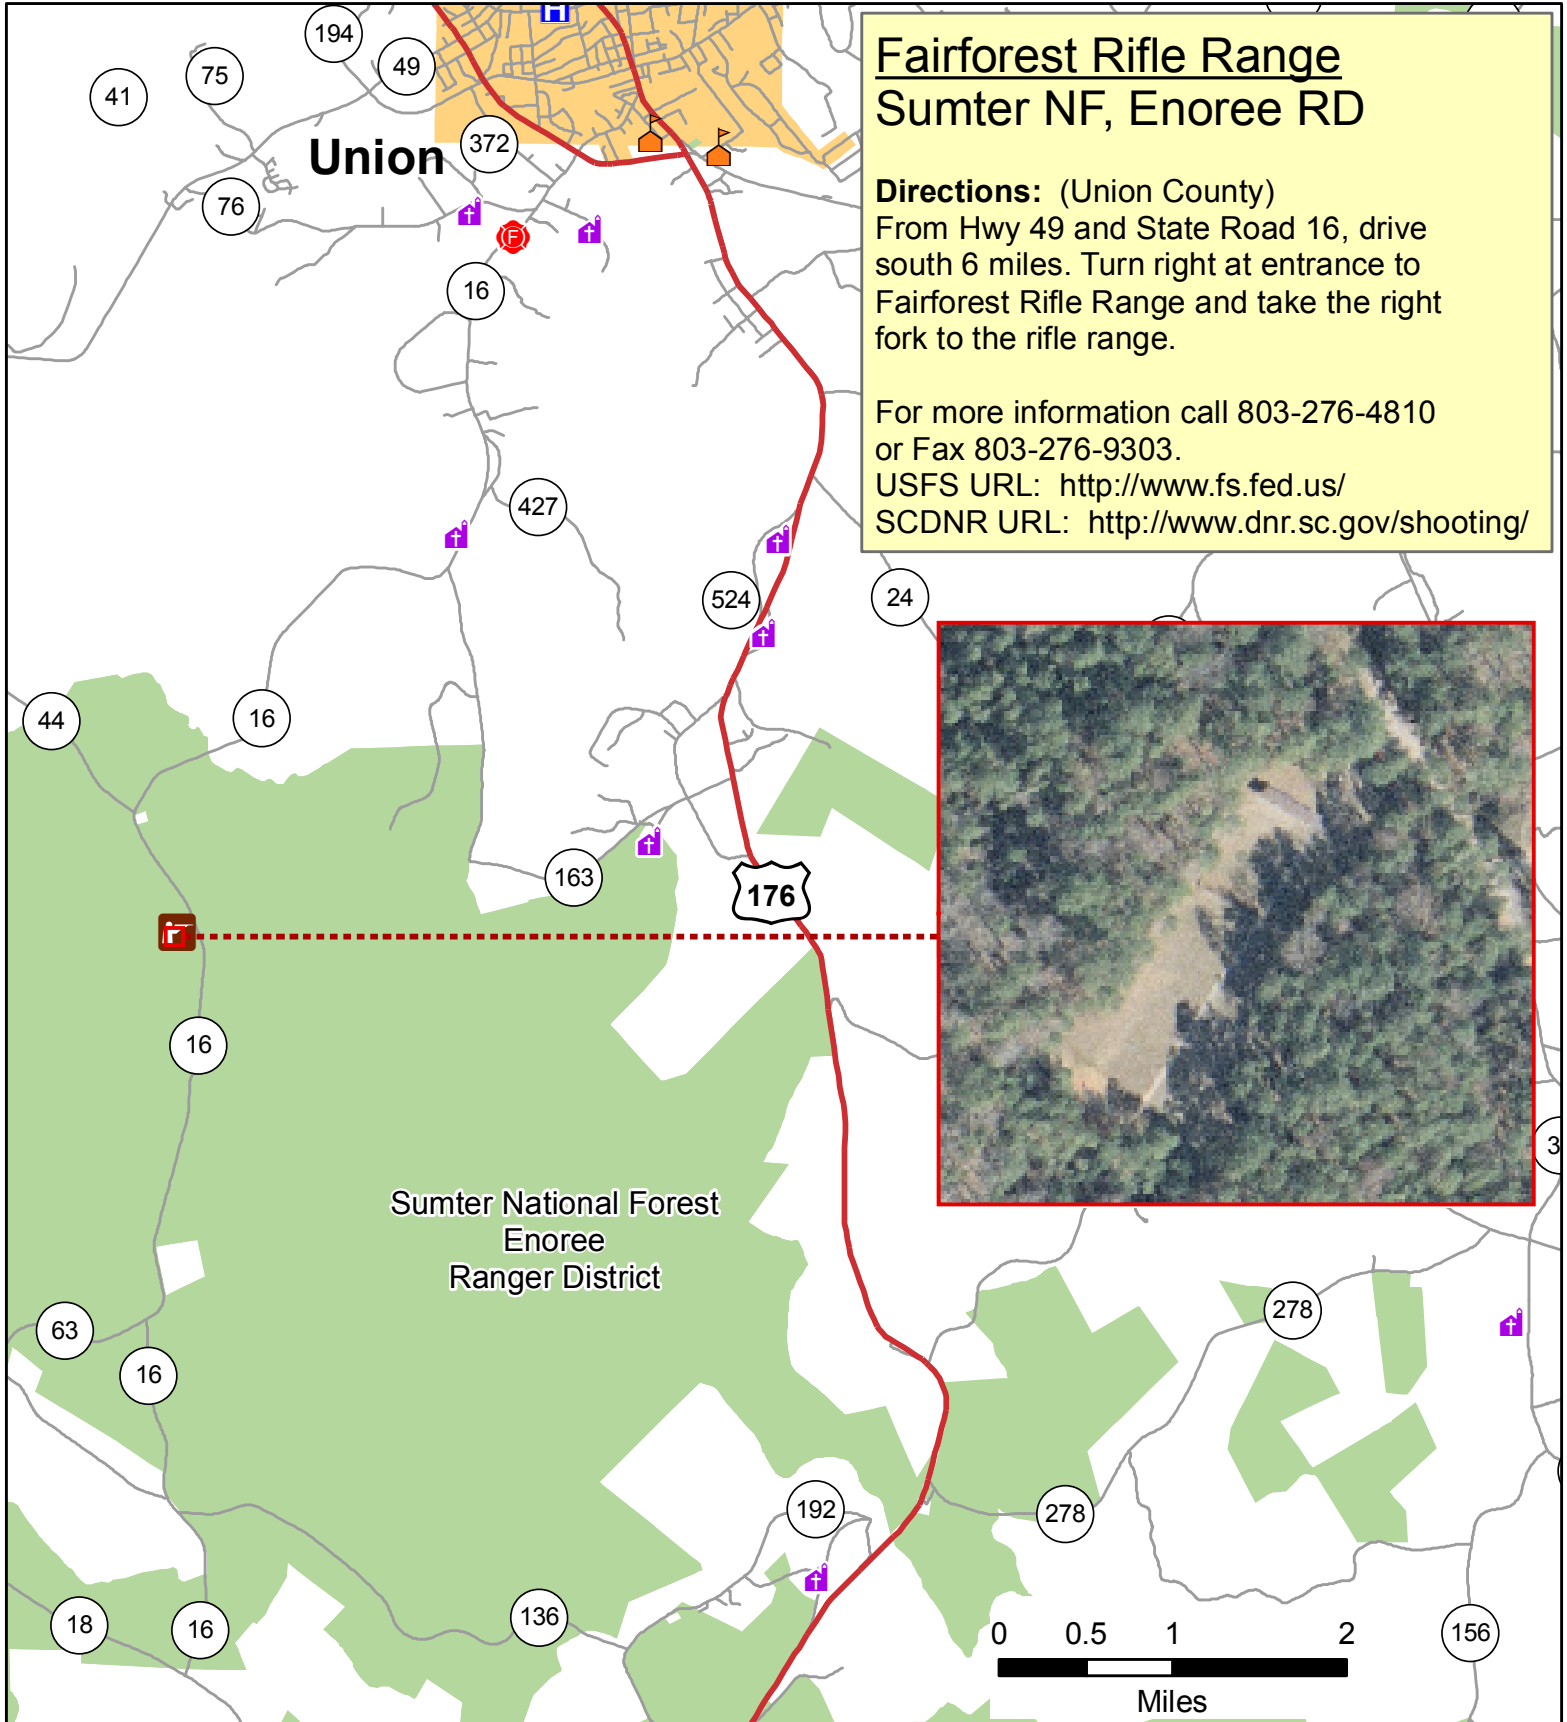 Fairforest Rifle Range
Sumter NF, Enoree RD
Directions: (Union County)
From Hwy 49 and State Road 16, drive
south 6 miles. Turn right at entrance to
Fairforest Rifle Range and take the right
fork to the rifle range.
For more information call 803-276-4810
or Fax 803-276-9303.
USFS URL: http://www.fs.fed.us/
SCDNR URL: http://www.dnr.sc.gov/shooting/
H
194
49
75
41
372
Union
76
F
16
427
524
24
44
16
163
176
16
3
Sumter National Forest
Enoree
Ranger District
278
63
16
192
278
136
18
16
156
0 0.5 1 2
Miles